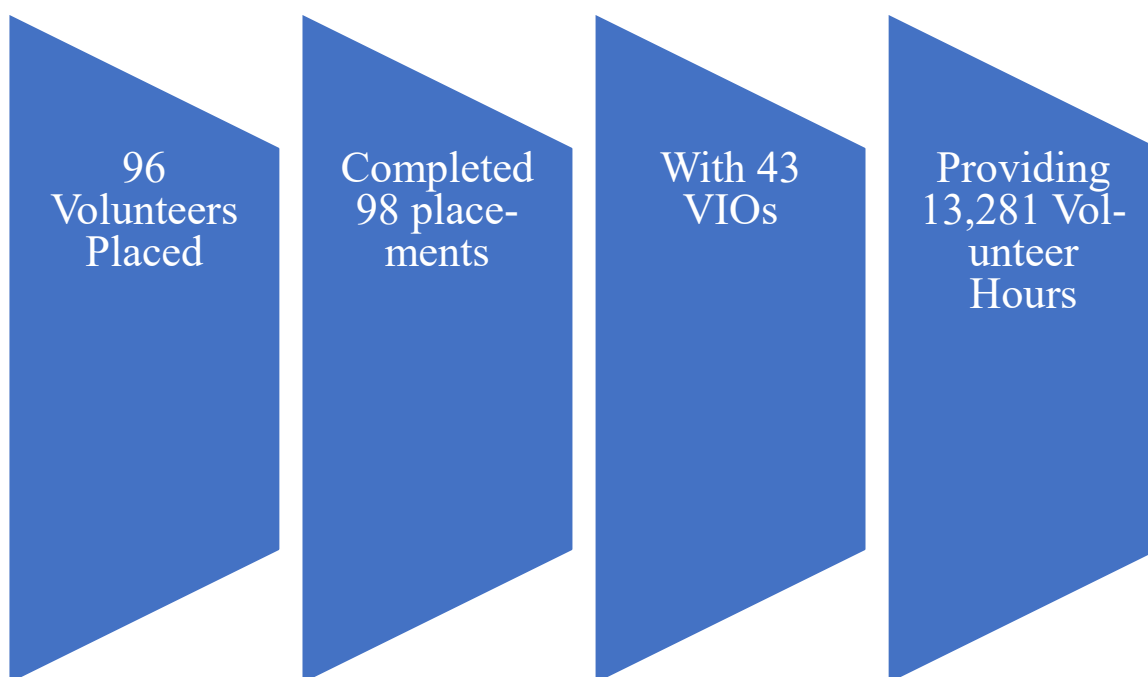 96
Volunteers
Placed
Completed
98 place-
ments
With 43
VIOs
Providing
13,281 Vol-
unteer
Hours